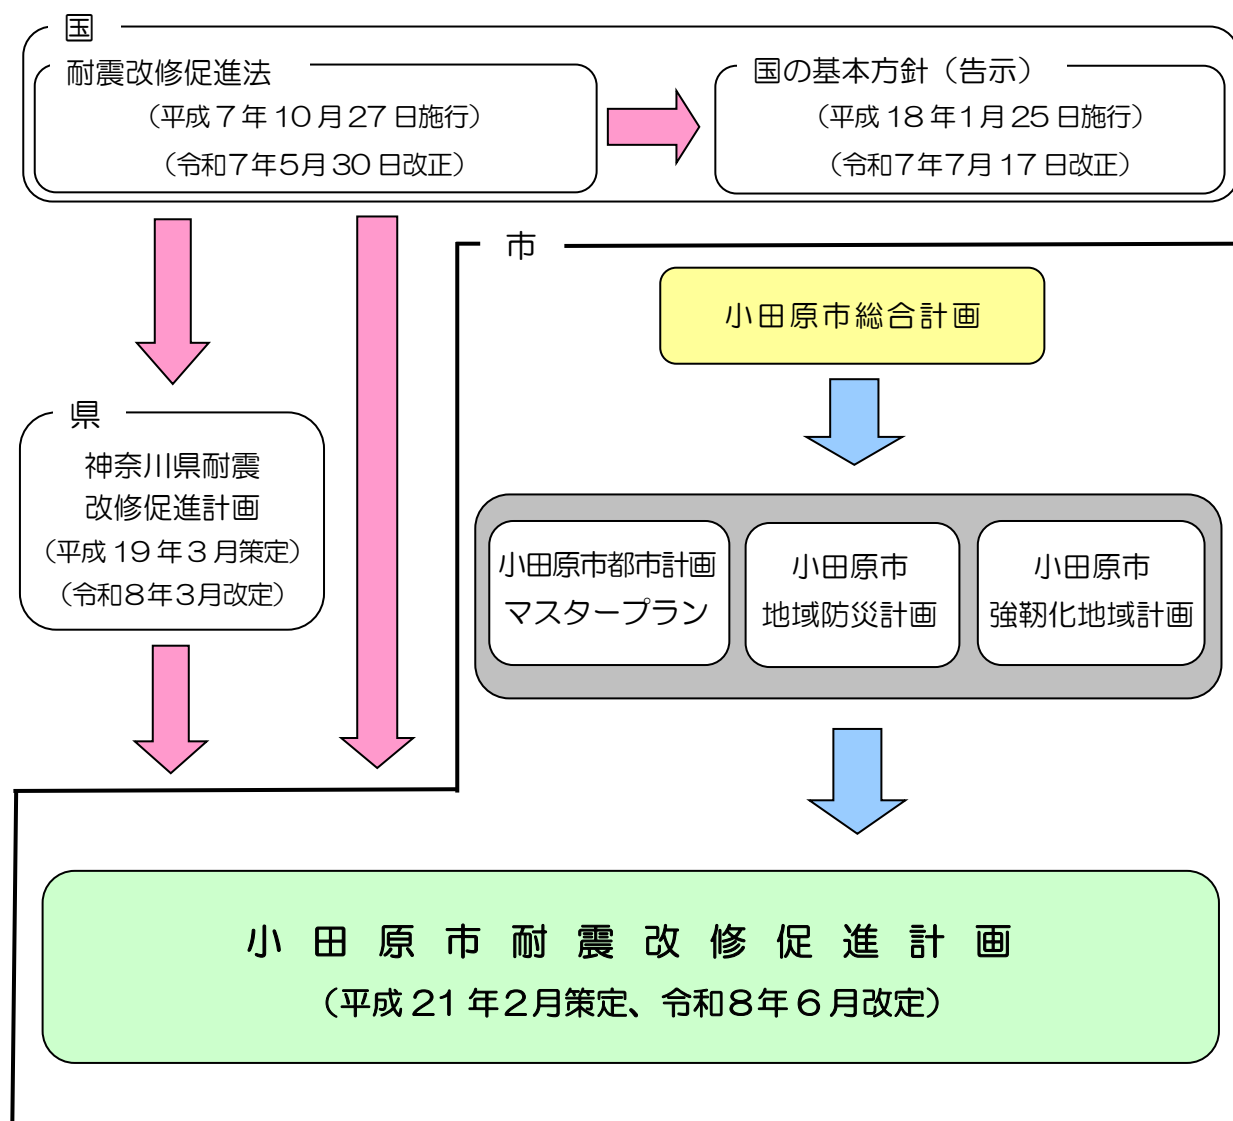 国
耐震改修促進法
（平成７年１０月２７日施行）
（令和７年５月３０日改正）
国の基本方針（告示）
（平成１８年１月２５日施行）
（令和７年７月１７日改正）
市
小田原市総合計画
県
神奈川県耐震
改修促進計画
（平成１９年３月策定）
（令和８年３月改定）
小田原市都市計画
マスタープラン
小田原市
地域防災計画
小田原市
強靭化地域計画
小田原市耐震改修促進計画
（平成２１年２月策定、令和８年６月改定）